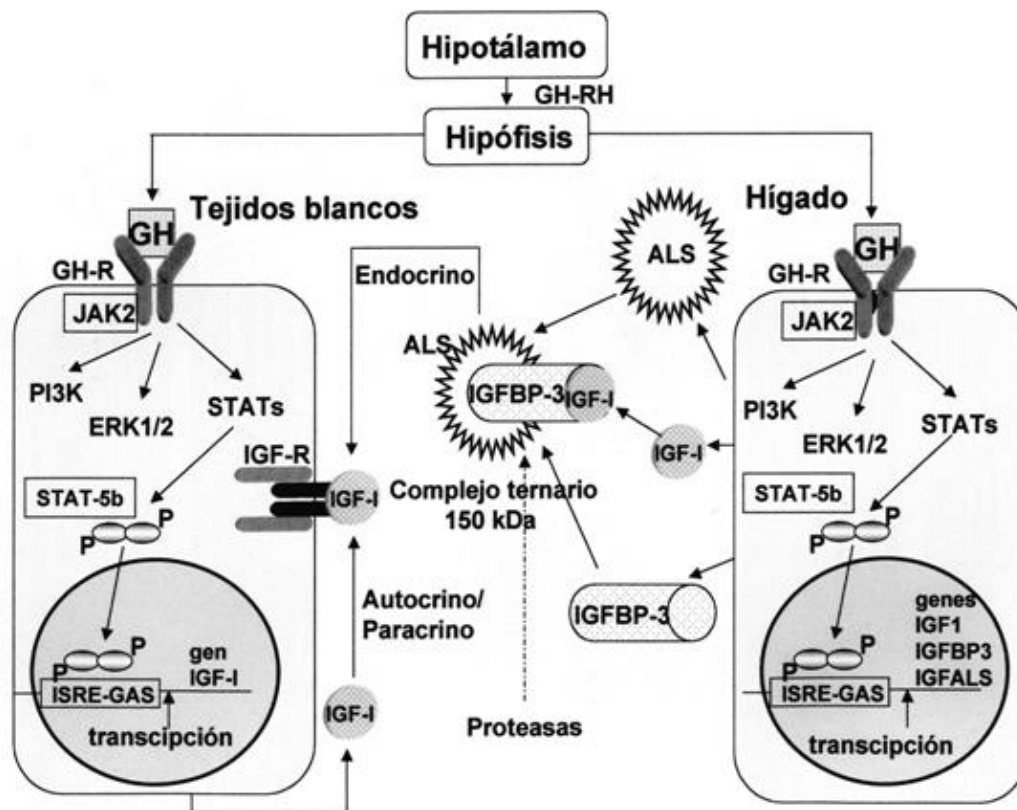 Hipotálamo
GH-RH
Hipófisis
Tejidos blancos
GH
GH-R
JAK2
PI3K
ERK1/2
STATs
STAT-5b
P
P
P
P
ISRE-GAS
gen
IGF-I
transcipción
IGF-R
IGF-I
Endocrino
ALS
IGFBP-3
IGF-I
Complejo ternario
150 kDa
Autocrino/
Paracrino
IGF-I
Proteasas
ALS
IGF-I
IGFBP-3
Hígado
GH
GH-R
JAK2
PI3K
ERK1/2
STATs
STAT-5b
P
P
P
P
ISRE-GAS
genes
IGF1
IGFBP3
IGFALS
transcipción